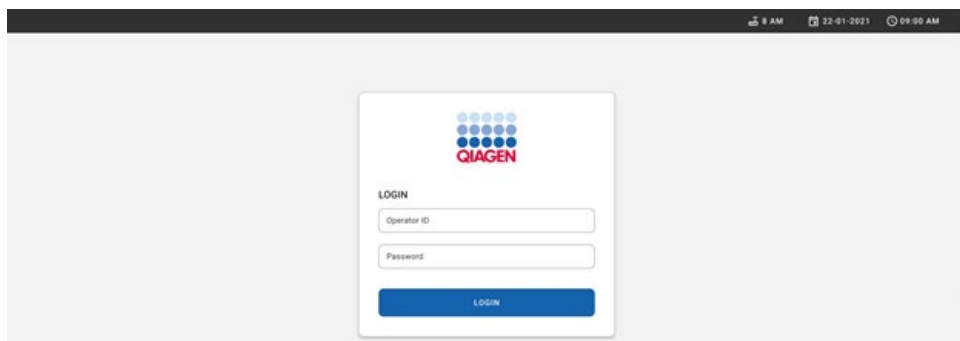 8 AM 22-01-2021 09:00 AM
QIAGEN
LOGIN
Operator ID
Password
LOGIN